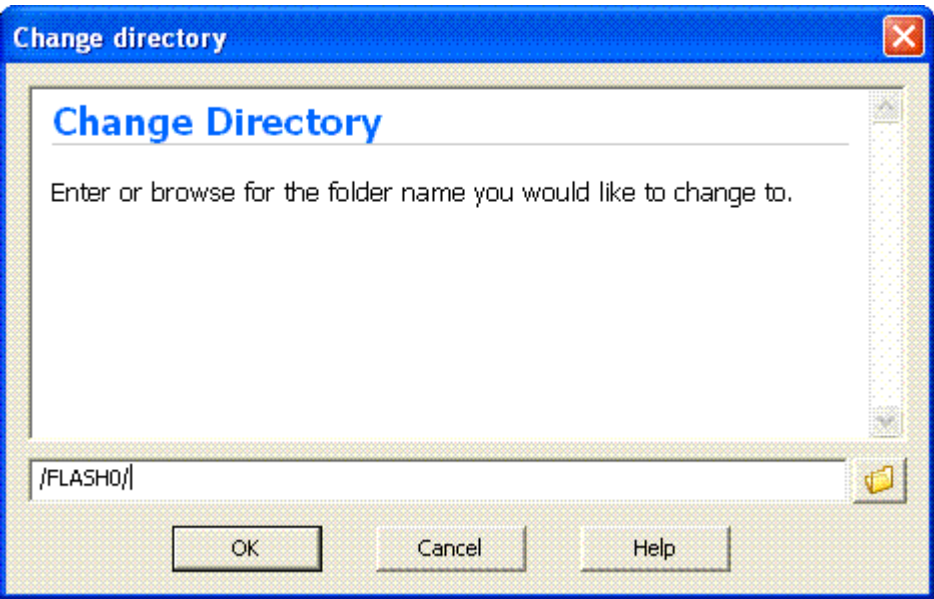 Change directory
Change Directory
Enter or browse for the folder name you would like to change to.
/FLASH0/
OK Cancel Help